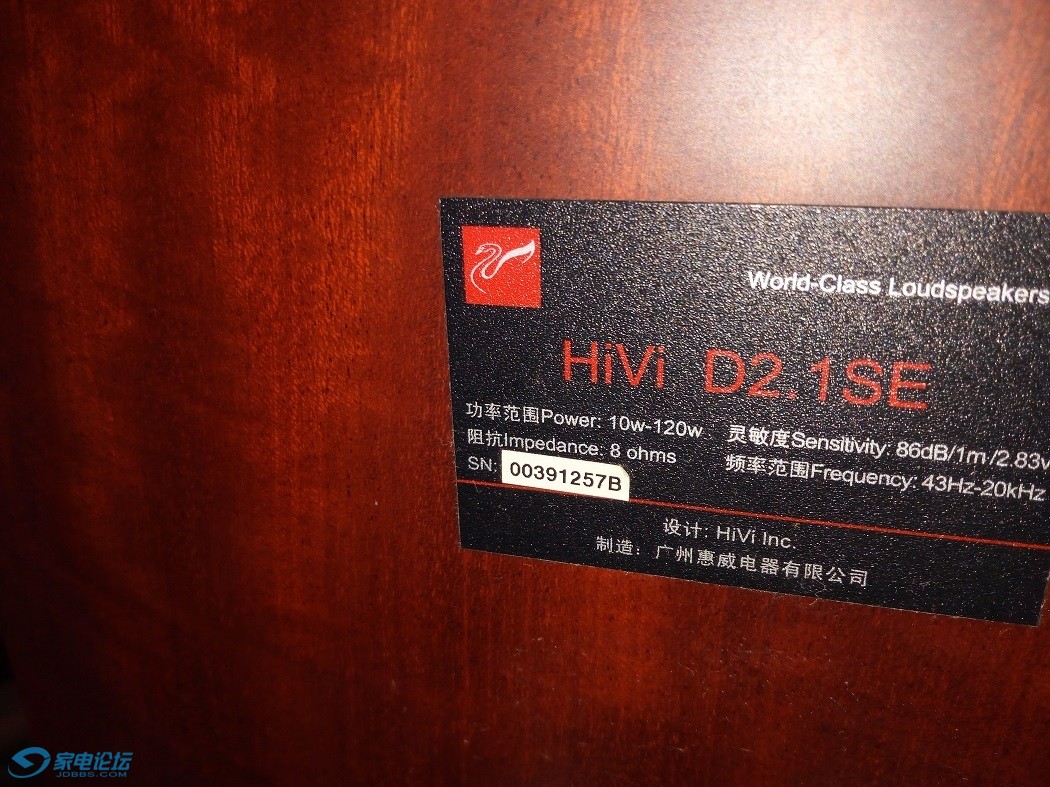 World-Class Loudspeakers
HiVi D2.1SE
功率范围Power: 10w-120w
灵敏度Sensitivity: 86dB/1m/2.83v
阻抗Impedance: 8 ohms
频率范围Frequency: 43Hz-20kHz
SN: 00391257B
设计: HiVi Inc.
制造: 广州惠威电器有限公司
家电论坛
JDBBS.COM